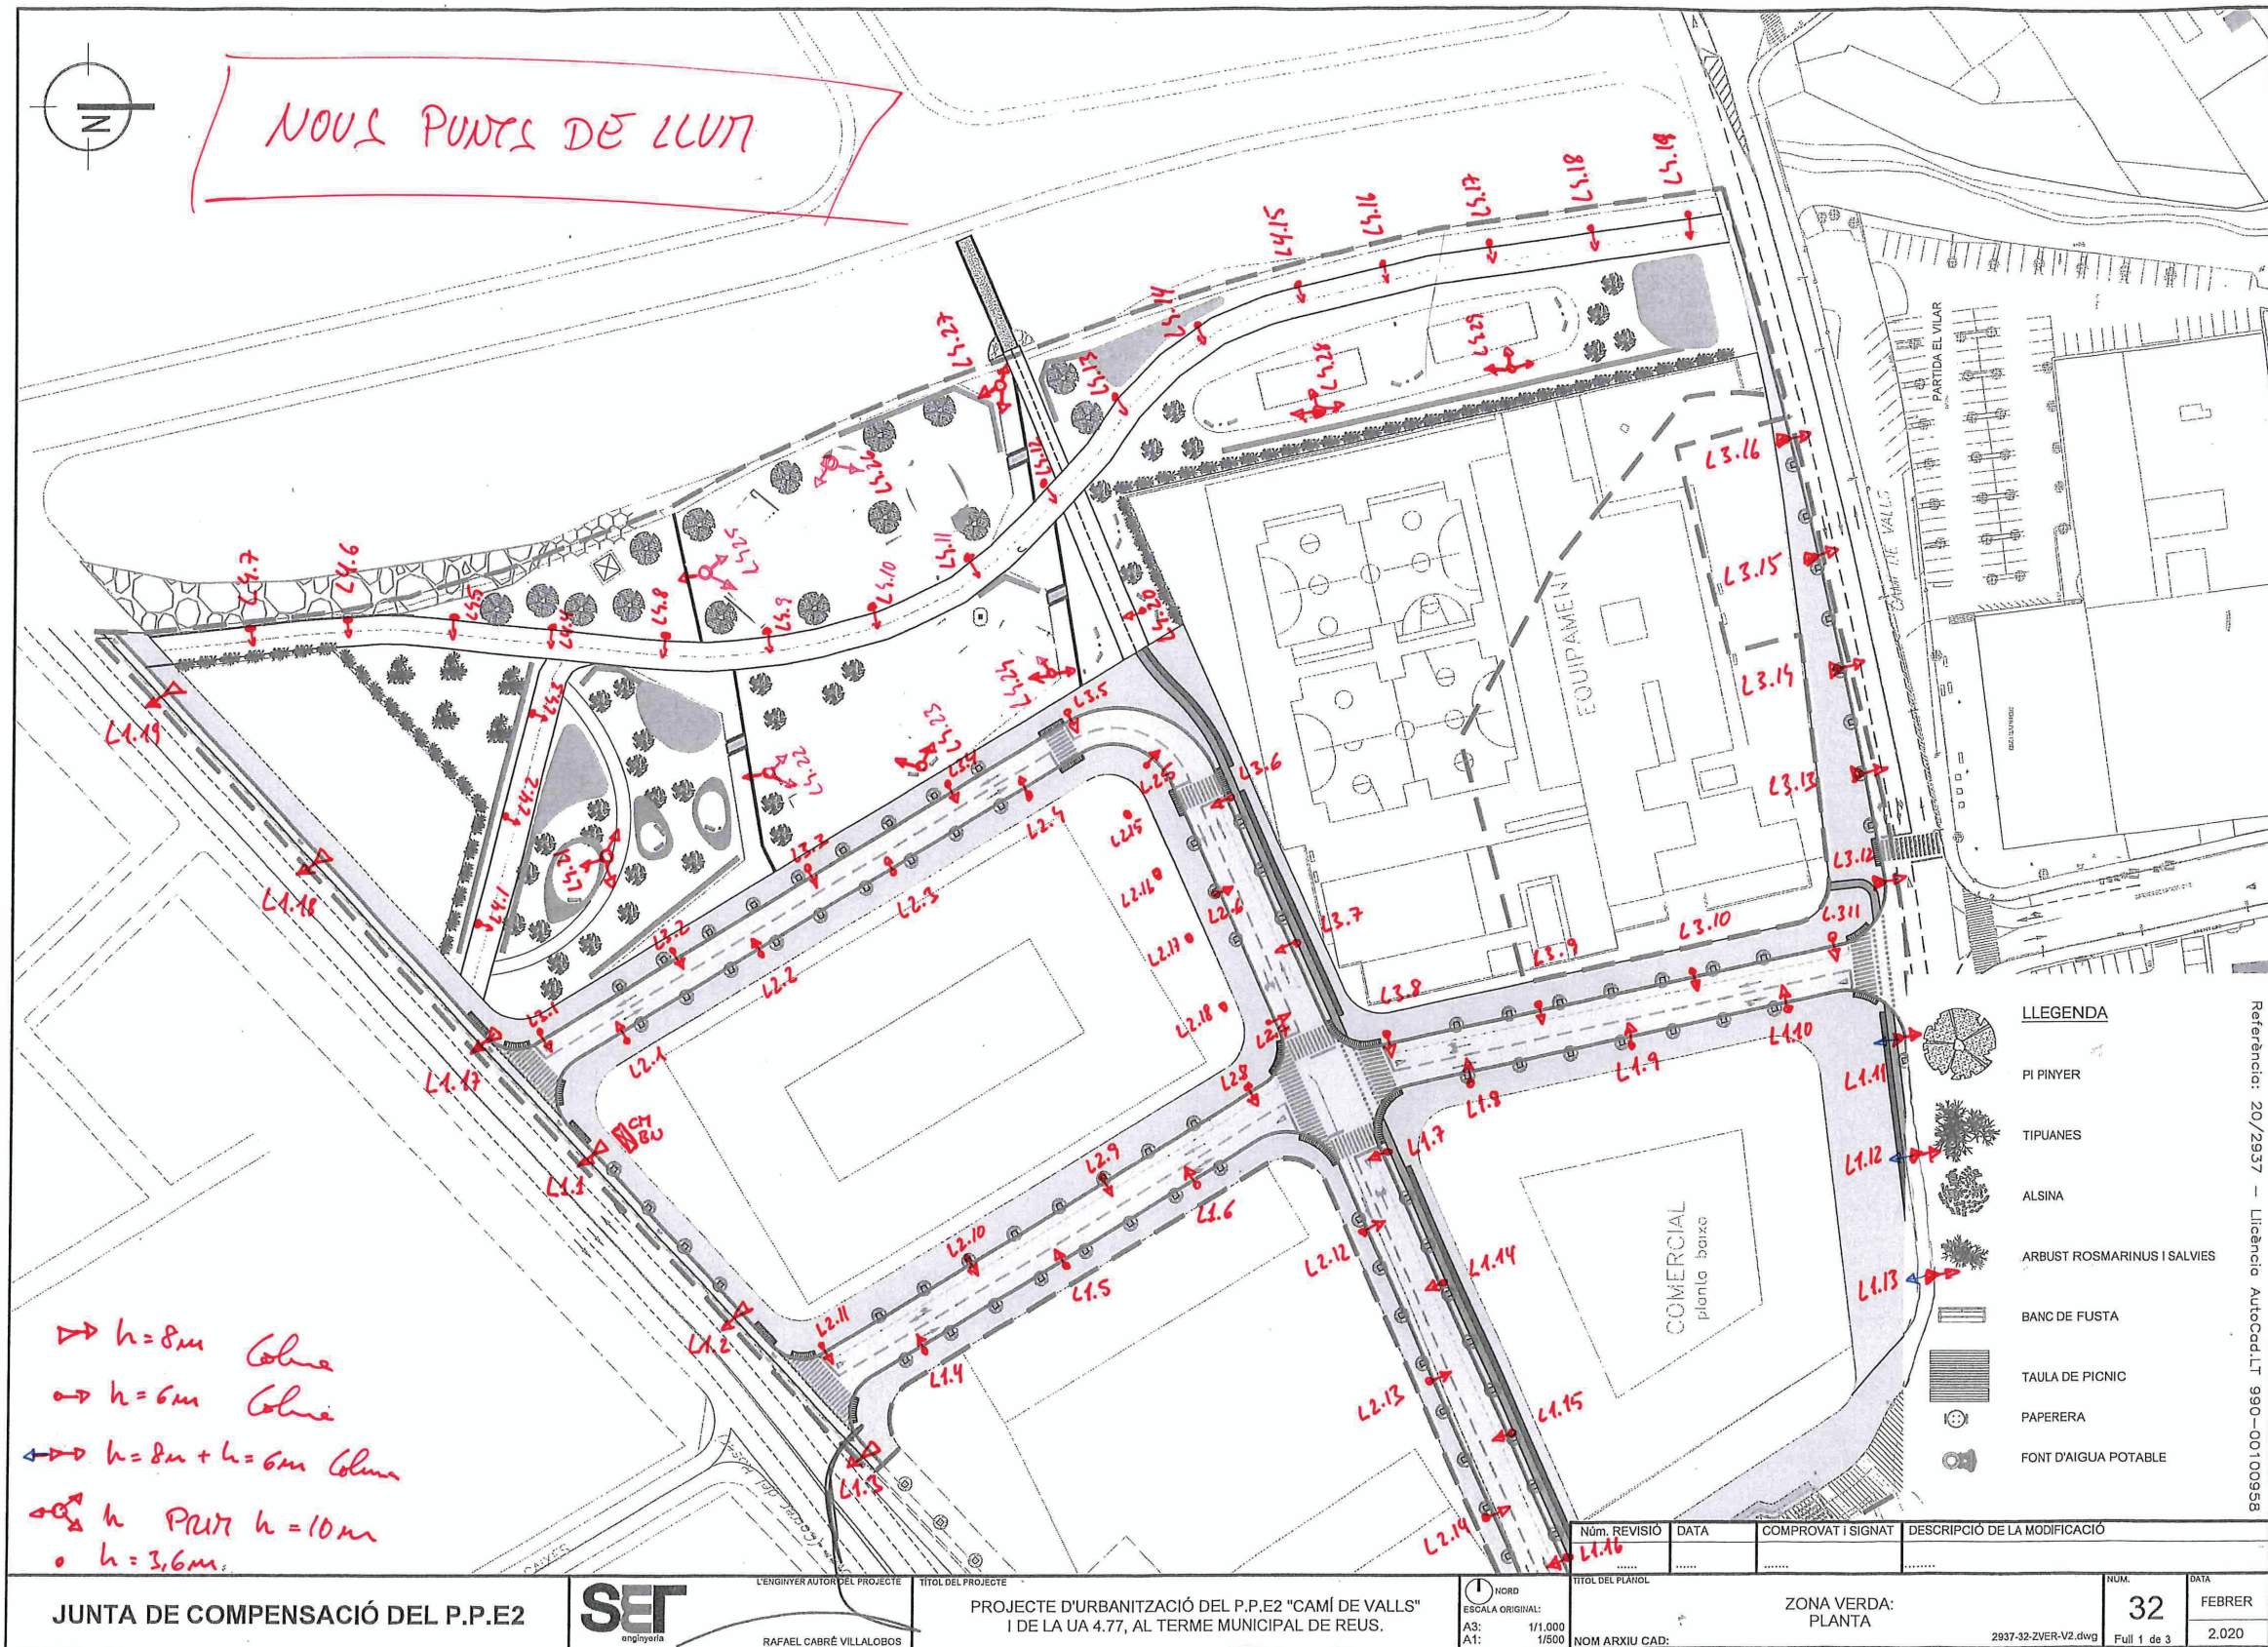 N
NOUS PUNTS DE LLUM
L4.7
L4.6
L4.5
L4.4
L4.8
L4.9
L4.10
L4.11
L4.12
L4.13
L4.14
L4.15
L4.16
L4.17
L4.18
L4.19
L4.20
L4.21
L4.22
L4.23
L4.24
L4.25
L4.26
L4.27
L4.28
L4.29
L4.3
L4.2
L4.1
L3.1
L3.2
L3.3
L3.4
L3.5
L3.6
L3.7
L3.8
L3.9
L3.10
L.311
L3.12
L3.13
L3.14
L3.15
L3.16
L2.1
L2.2
L2.3
L2.4
L2.5
L2.6
L2.7
L2.8
L2.9
L2.10
L2.11
L2.12
L2.13
L2.14
L2.15
L2.16
L2.17
L2.18
L1.1
L1.2
L1.3
L1.4
L1.5
L1.6
L1.7
L1.8
L1.9
L1.10
L1.11
L1.12
L1.13
L1.14
L1.15
L1.16
L1.17
L1.18
L1.19
CM
BN
EQUIPAMENT
PARTIDA EL VILAR
CAMI DE VALLS
COMERCIAL
planta baixa
LLEGENDA
PI PINYER
TIPUANES
ALSINA
ARBUST ROSMARINUS I SALVIES
BANC DE FUSTA
TAULA DE PICNIC
PAPERERA
FONT D'AIGUA POTABLE
Referència: 20/2937 - Llicència AutoCad.LT 990-00100958
h=8m
h=6m
h=8m + h=6m
h PRIM h=10m
h=3,6m.
Núm. REVISIÓ
DATA
COMPROVAT I SIGNAT
DESCRIPCIÓ DE LA MODIFICACIÓ
JUNTA DE COMPENSACIÓ DEL P.P.E2
SET
enginyeria
L'ENGINYER AUTOR DEL PROJECTE
RAFAEL CABRÉ VILLALOBOS
TÍTOL DEL PROJECTE
PROJECTE D'URBANITZACIÓ DEL P.P.E2 "CAMÍ DE VALLS"
I DE LA UA 4.77, AL TERME MUNICIPAL DE REUS.
NORD
ESCALA ORIGINAL:
A3: 1/1.000
A1: 1/500
TÍTOL DEL PLÀNOL
ZONA VERDA:
PLANTA
NOM ARXIU CAD: 2937-32-ZVER-V2.dwg
NUM.
32
Full 1 de 3
DATA
FEBRER
2.020